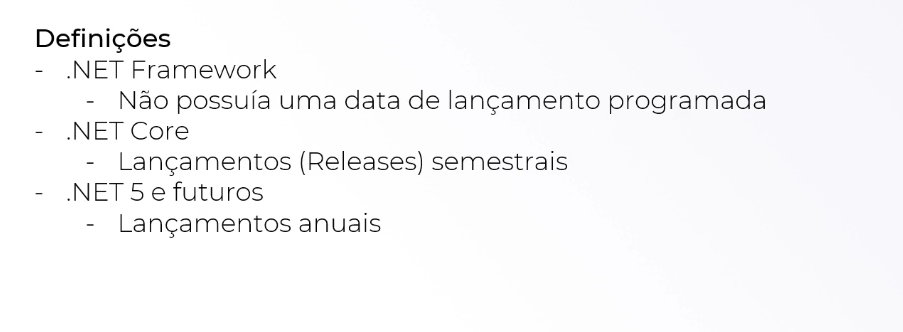 Definições
- .NET Framework
- Não possuía uma data de lançamento programada
- .NET Core
- Lançamentos (Releases) semestrais
- .NET 5 e futuros
- Lançamentos anuais